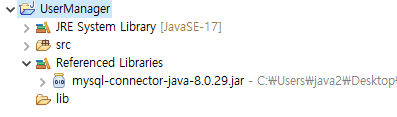 UserManager
JRE System Library [JavaSE-17]
src
Referenced Libraries
mysql-connector-java-8.0.29.jar - C:₩Users₩java2₩Desktop₩
lib